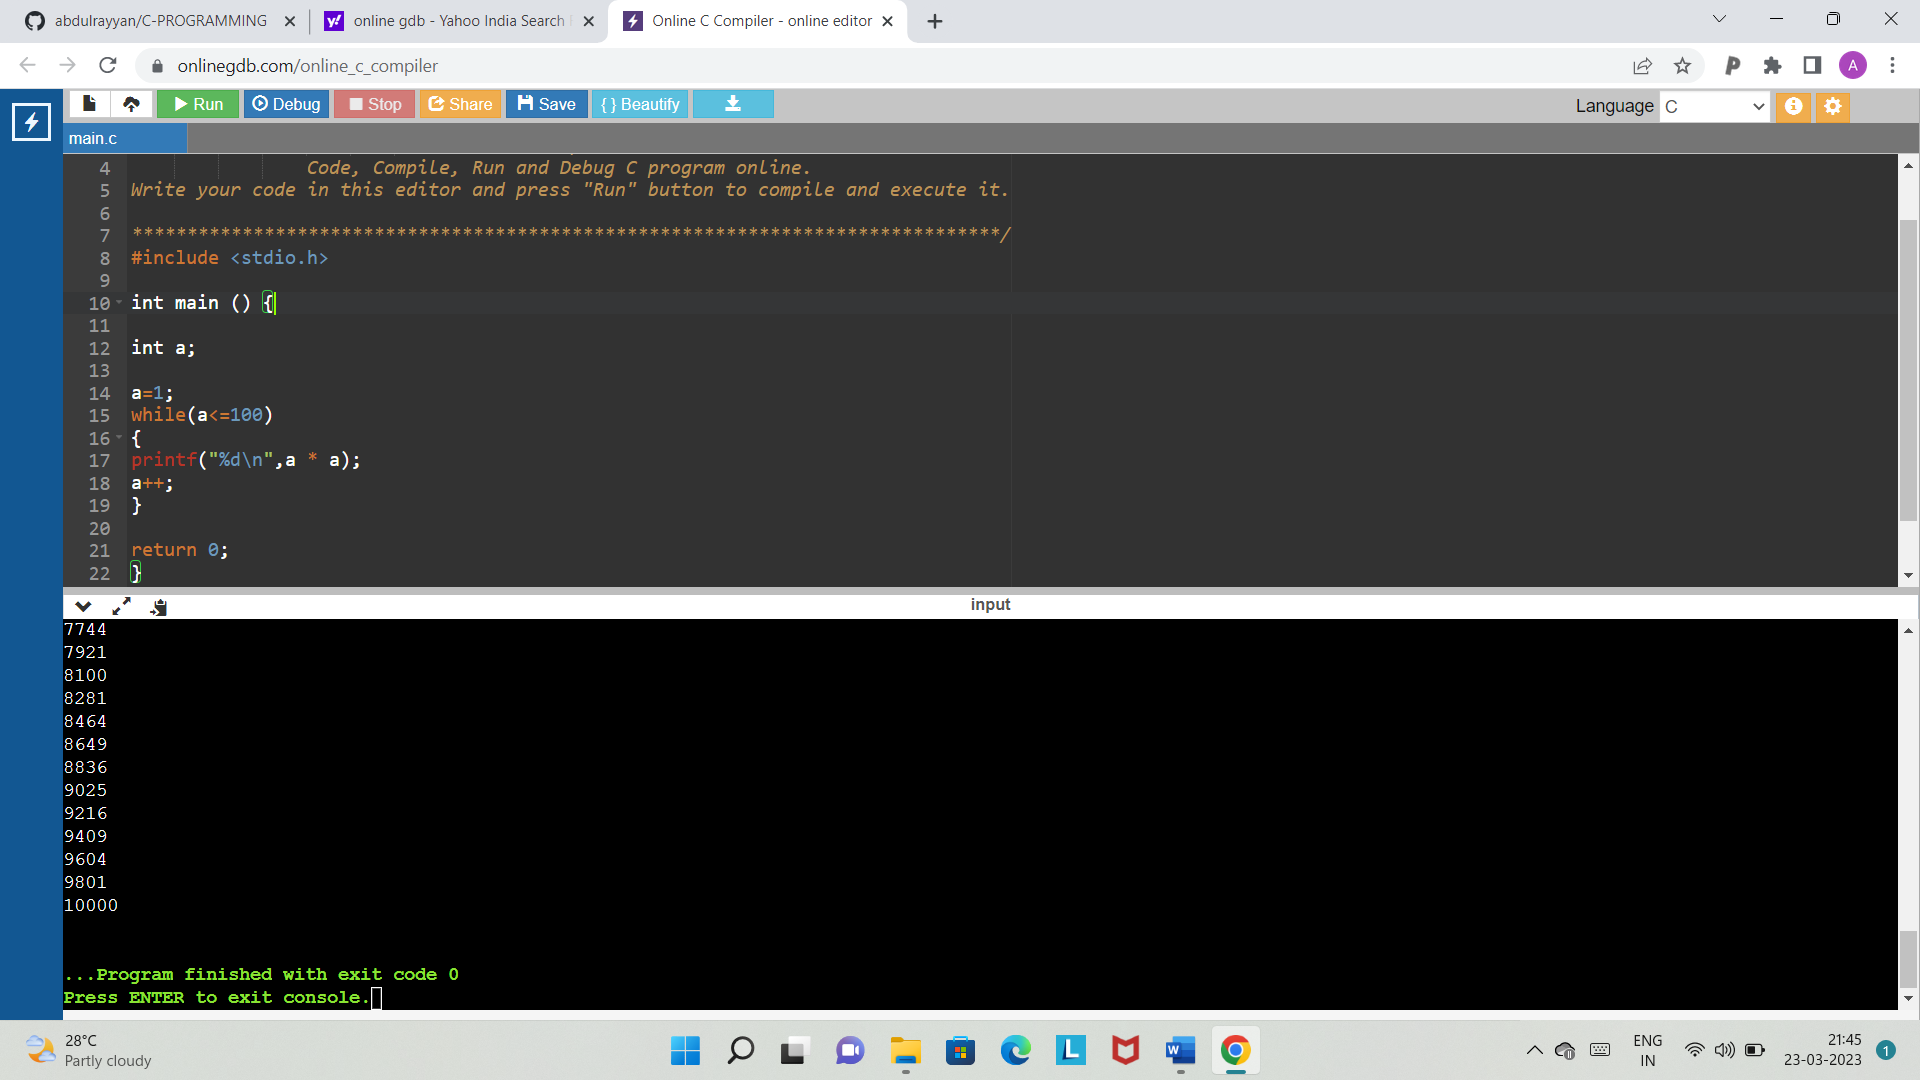 abdulrayyan/C-PROGRAMMING
online gdb - Yahoo India Search
Online C Compiler - online editor
onlinegdb.com/online_c_compiler
A
Run
Debug
Stop
Share
Save
{ } Beautify
Language
C
main.c
4 Code, Compile, Run and Debug C program online.
5 Write your code in this editor and press "Run" button to compile and execute it.
6
7 *******************************************************************************/
8 #include <stdio.h>
9
10 int main () {
11
12 int a;
13
14 a=1;
15 while(a<=100)
16 {
17 printf("%d\n",a * a);
18 a++;
19 }
20
21 return 0;
22 }
input
7744
7921
8100
8281
8464
8649
8836
9025
9216
9409
9604
9801
10000
...Program finished with exit code 0
Press ENTER to exit console.
28°C
Partly cloudy
ENG
IN
21:45
23-03-2023
1